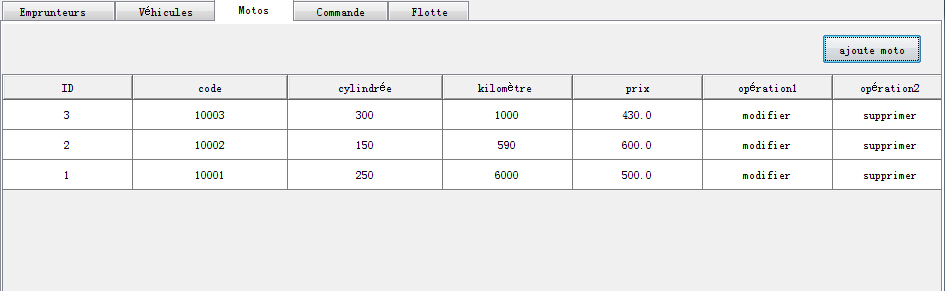 Emprunteurs Véhicules Motos Commande Flotte
ajoute moto
ID code cylindrée kilomètre prix opération1 opération2
3 10003 300 1000 430.0 modifier supprimer
2 10002 150 590 600.0 modifier supprimer
1 10001 250 6000 500.0 modifier supprimer